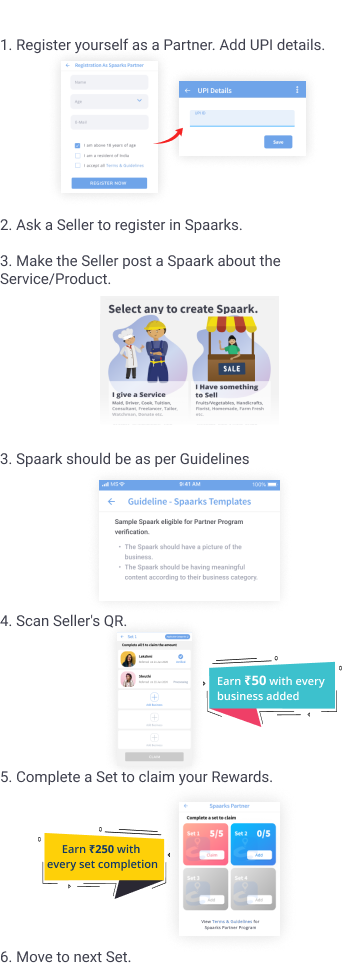 1. Register yourself as a Partner. Add UPI details.
← Registration As Spaarks Partner
Name
Age
E-Mail
I am above 18 years of age
I am a resident of India
I accept all Terms & Guidelines
REGISTER NOW
← UPI Details
UPI ID
Save
2. Ask a Seller to register in Spaarks.
3. Make the Seller post a Spaark about the
Service/Product.
Select any to create Spaark.
SALE
I give a Service
Maid, Driver, Cook, Tuition,
Consultant, Freelancer, Tailor,
Watchman, Donate etc.
I Have something
to Sell
Fruits/Vegetables, Handicrafts,
Florist, Homemade, Farm Fresh
etc.
3. Spaark should be as per Guidelines
9:41 AM
100%
← Guideline - Spaarks Templates
Sample Spaark eligible for Partner Program
verification.
• The Spaark should have a picture of the
business.
• The Spaark should be having meaningful
content according to their business category.
4. Scan Seller's QR.
← Set 1
Complete all 5 to claim the amount
Lakshmi
Shruthi
Processing
Add Business
Add Business
Add Business
Earn ₹50 with every
business added
5. Complete a Set to claim your Rewards.
Earn ₹250 with
every set completion
Spaarks Partner
Complete a set to claim
Set 1 5/5
Claim
Set 2 0/5
Add
Set 3
Add
Set 4
Add
View Terms & Guidelines for
Spaarks Partner Program
6. Move to next Set.